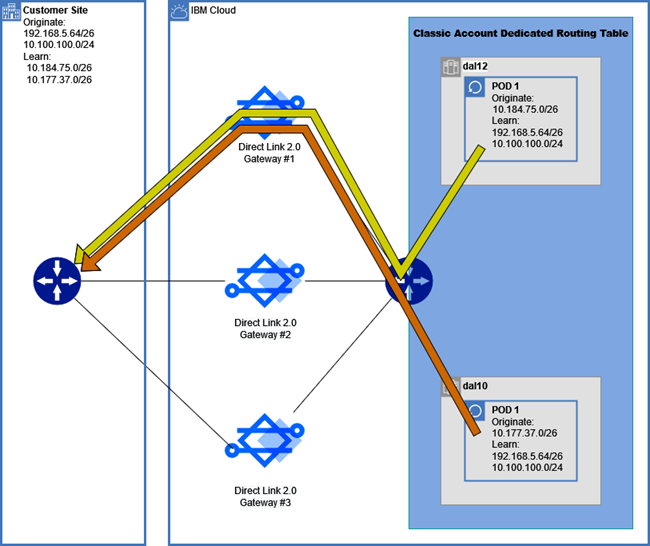 Customer Site
Originate:
192.168.5.64/26
10.100.100.0/24
Learn:
10.184.75.0/26
10.177.37.0/26
IBM Cloud
Classic Account Dedicated Routing Table
dal12
POD 1
Originate:
10.184.75.0/26
Learn:
192.168.5.64/26
10.100.100.0/24
Direct Link 2.0
Gateway #1
Direct Link 2.0
Gateway #2
dal10
POD 1
Originate:
10.177.37.0/26
Learn:
192.168.5.64/26
10.100.100.0/24
Direct Link 2.0
Gateway #3